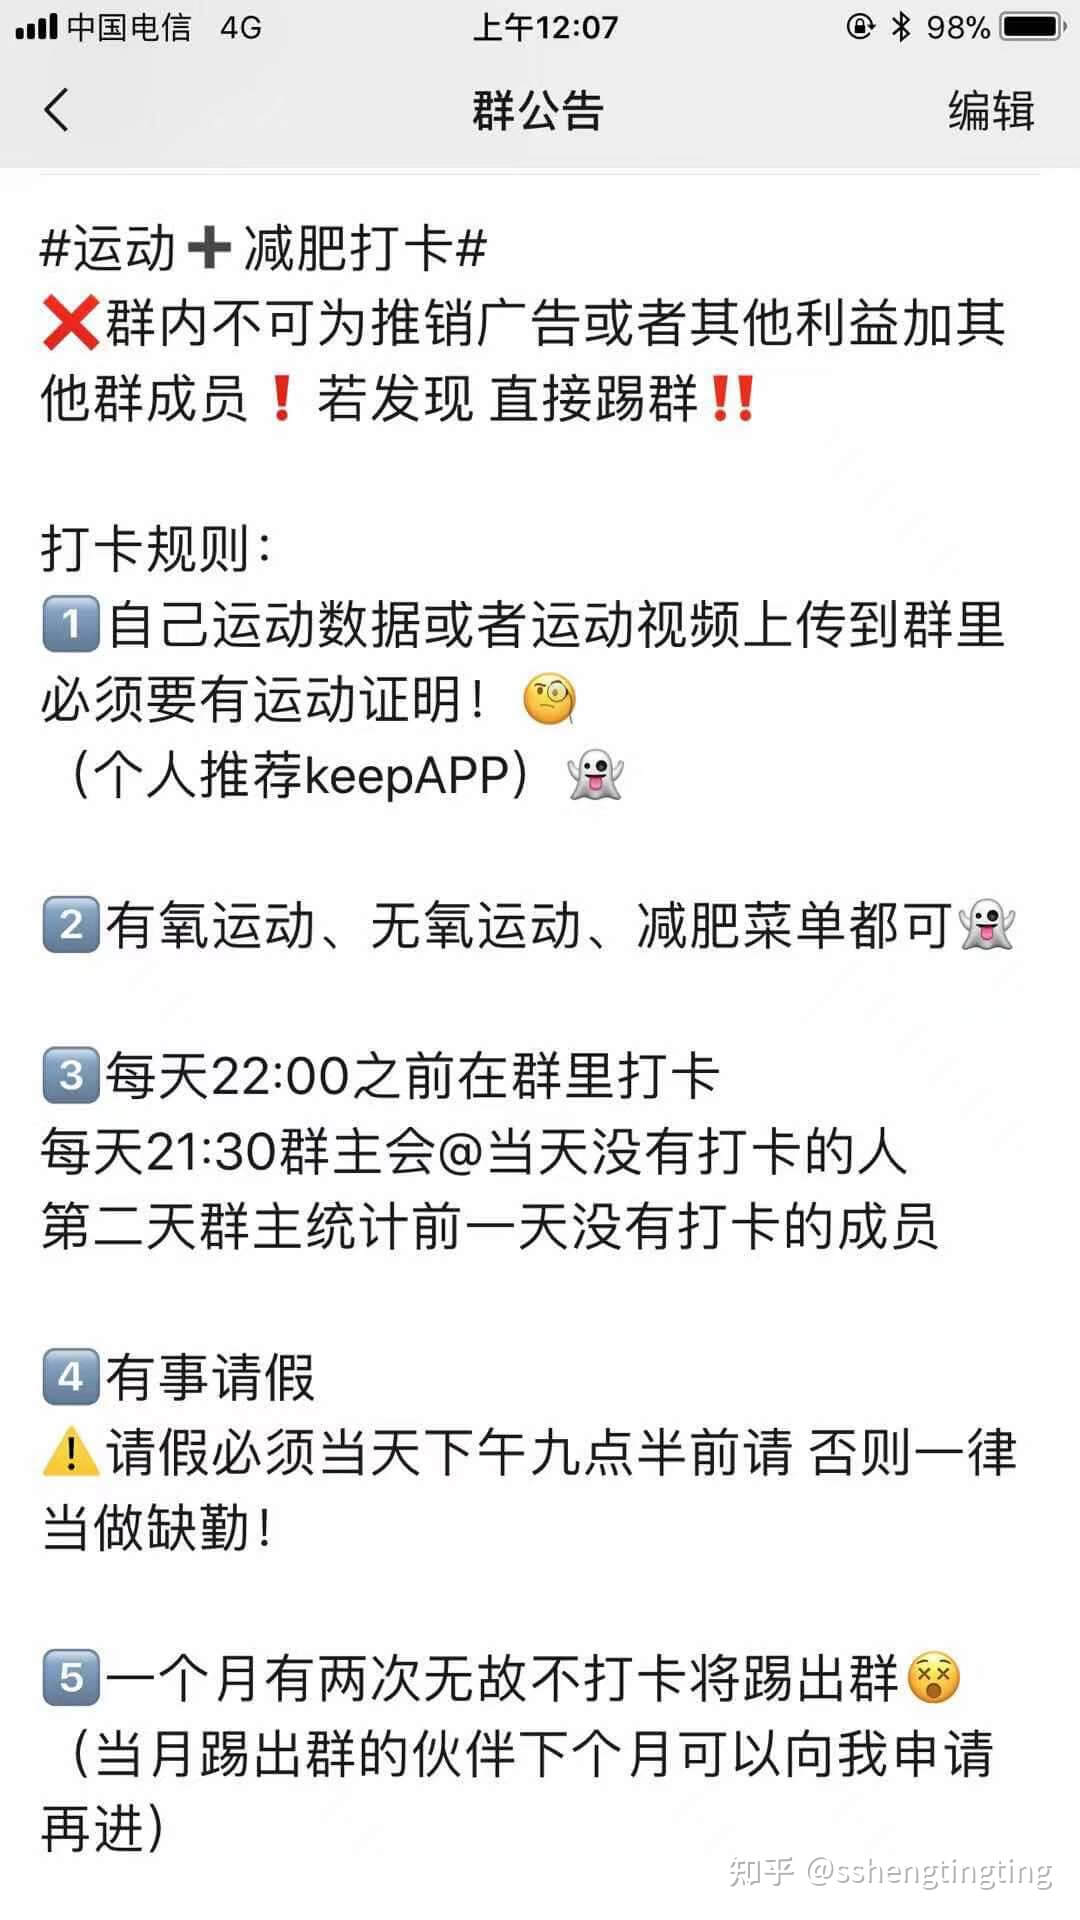 中国电信 4G 上午12:07 98%
群公告 编辑
#运动➕减肥打卡#
❌群内不可为推销广告或者其他利益加其
他群成员❗若发现 直接踢群‼️
打卡规则：
1️⃣自己运动数据或者运动视频上传到群里
必须要有运动证明！🧐
（个人推荐keepAPP）👻
2️⃣有氧运动、无氧运动、减肥菜单都可👻
3️⃣每天22:00之前在群里打卡
每天21:30群主会@当天没有打卡的人
第二天群主统计前一天没有打卡的成员
4️⃣有事请假
⚠️请假必须当天下午九点半前请 否则一律
当做缺勤！
5️⃣一个月有两次无故不打卡将踢出群😵
（当月踢出群的伙伴下个月可以向我申请
再进）
知乎 @sshengtingting